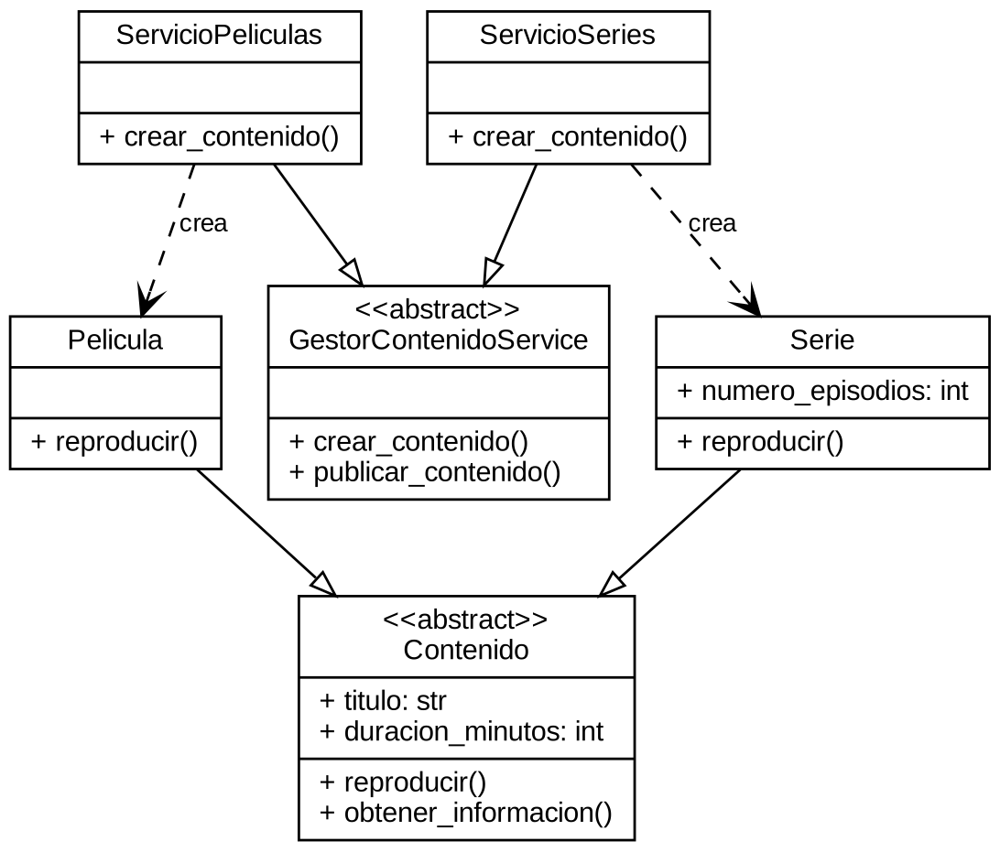 ServicioPeliculas
+ crear_contenido()
ServicioSeries
+ crear_contenido()
crea
crea
Pelicula
+ reproducir()
<<abstract>>
GestorContenidoService
+ crear_contenido()
+ publicar_contenido()
Serie
+ numero_episodios: int
+ reproducir()
<<abstract>>
Contenido
+ titulo: str
+ duracion_minutos: int
+ reproducir()
+ obtener_informacion()